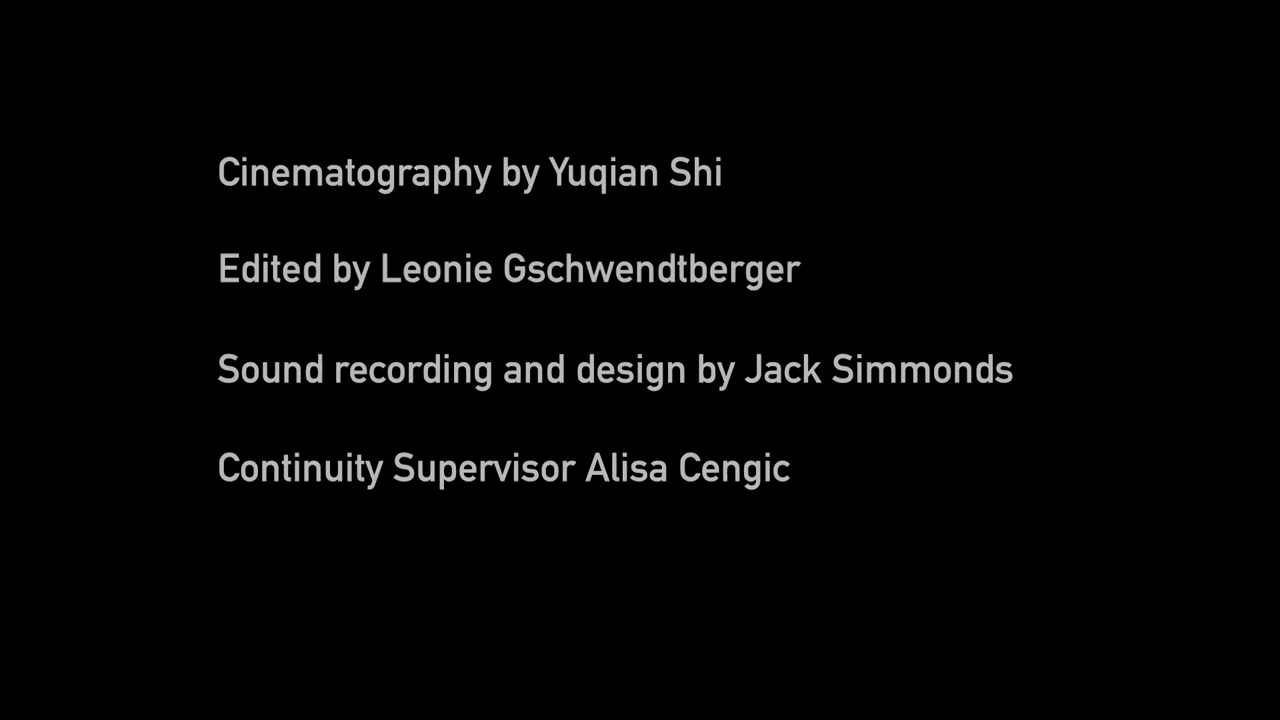 Cinematography by Yuqian Shi
Edited by Leonie Gschwendtberger
Sound recording and design by Jack Simmonds
Continuity Supervisor Alisa Cengic